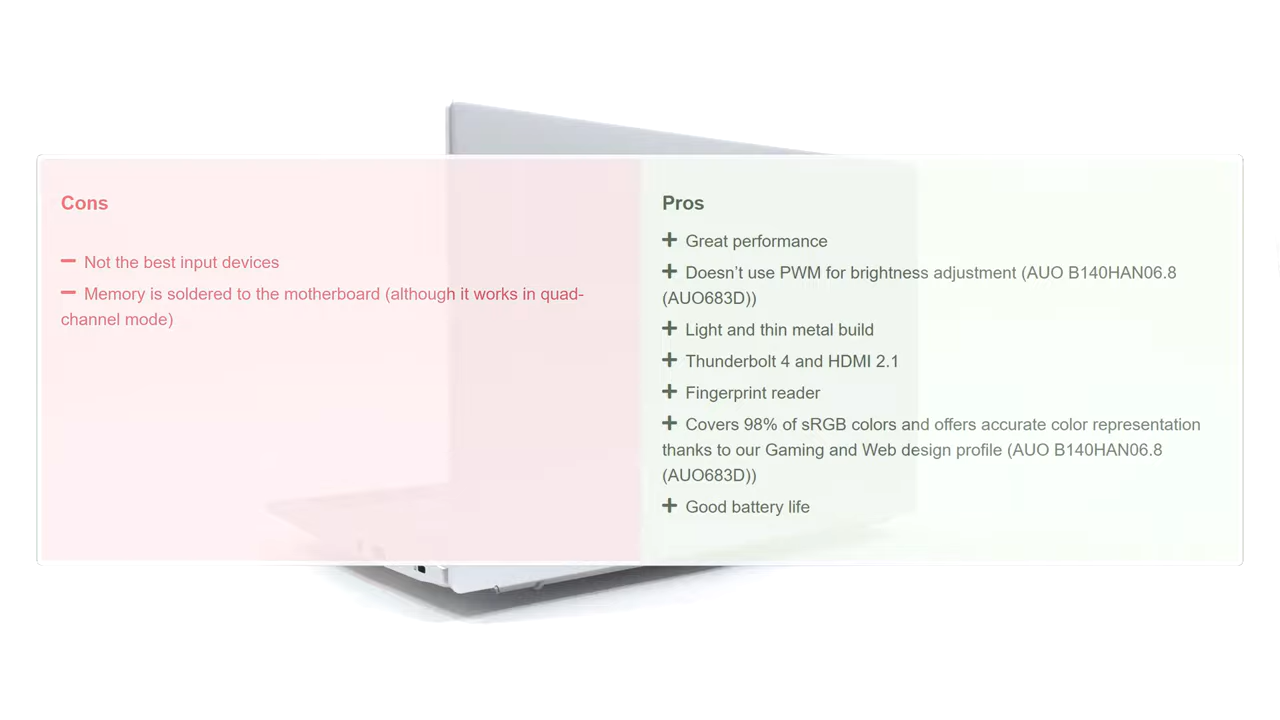 Cons
Not the best input devices
Memory is soldered to the motherboard (although it works in quad-
channel mode)
Pros
Great performance
Doesn’t use PWM for brightness adjustment (AUO B140HAN06.8
(AUO683D))
Light and thin metal build
Thunderbolt 4 and HDMI 2.1
Fingerprint reader
Covers 98% of sRGB colors and offers accurate color representation
thanks to our Gaming and Web design profile (AUO B140HAN06.8
(AUO683D))
Good battery life